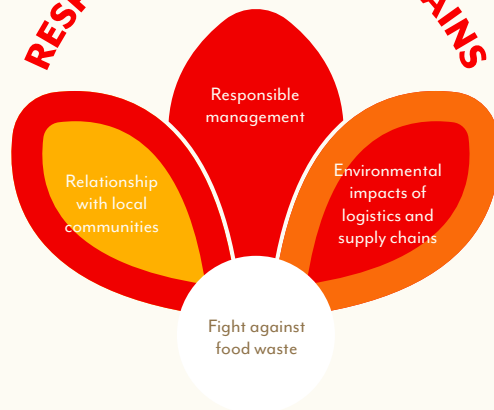 Responsible
management
Relationship
with local
communities
Environmental
impacts of
logistics and
supply chains
Fight against
food waste